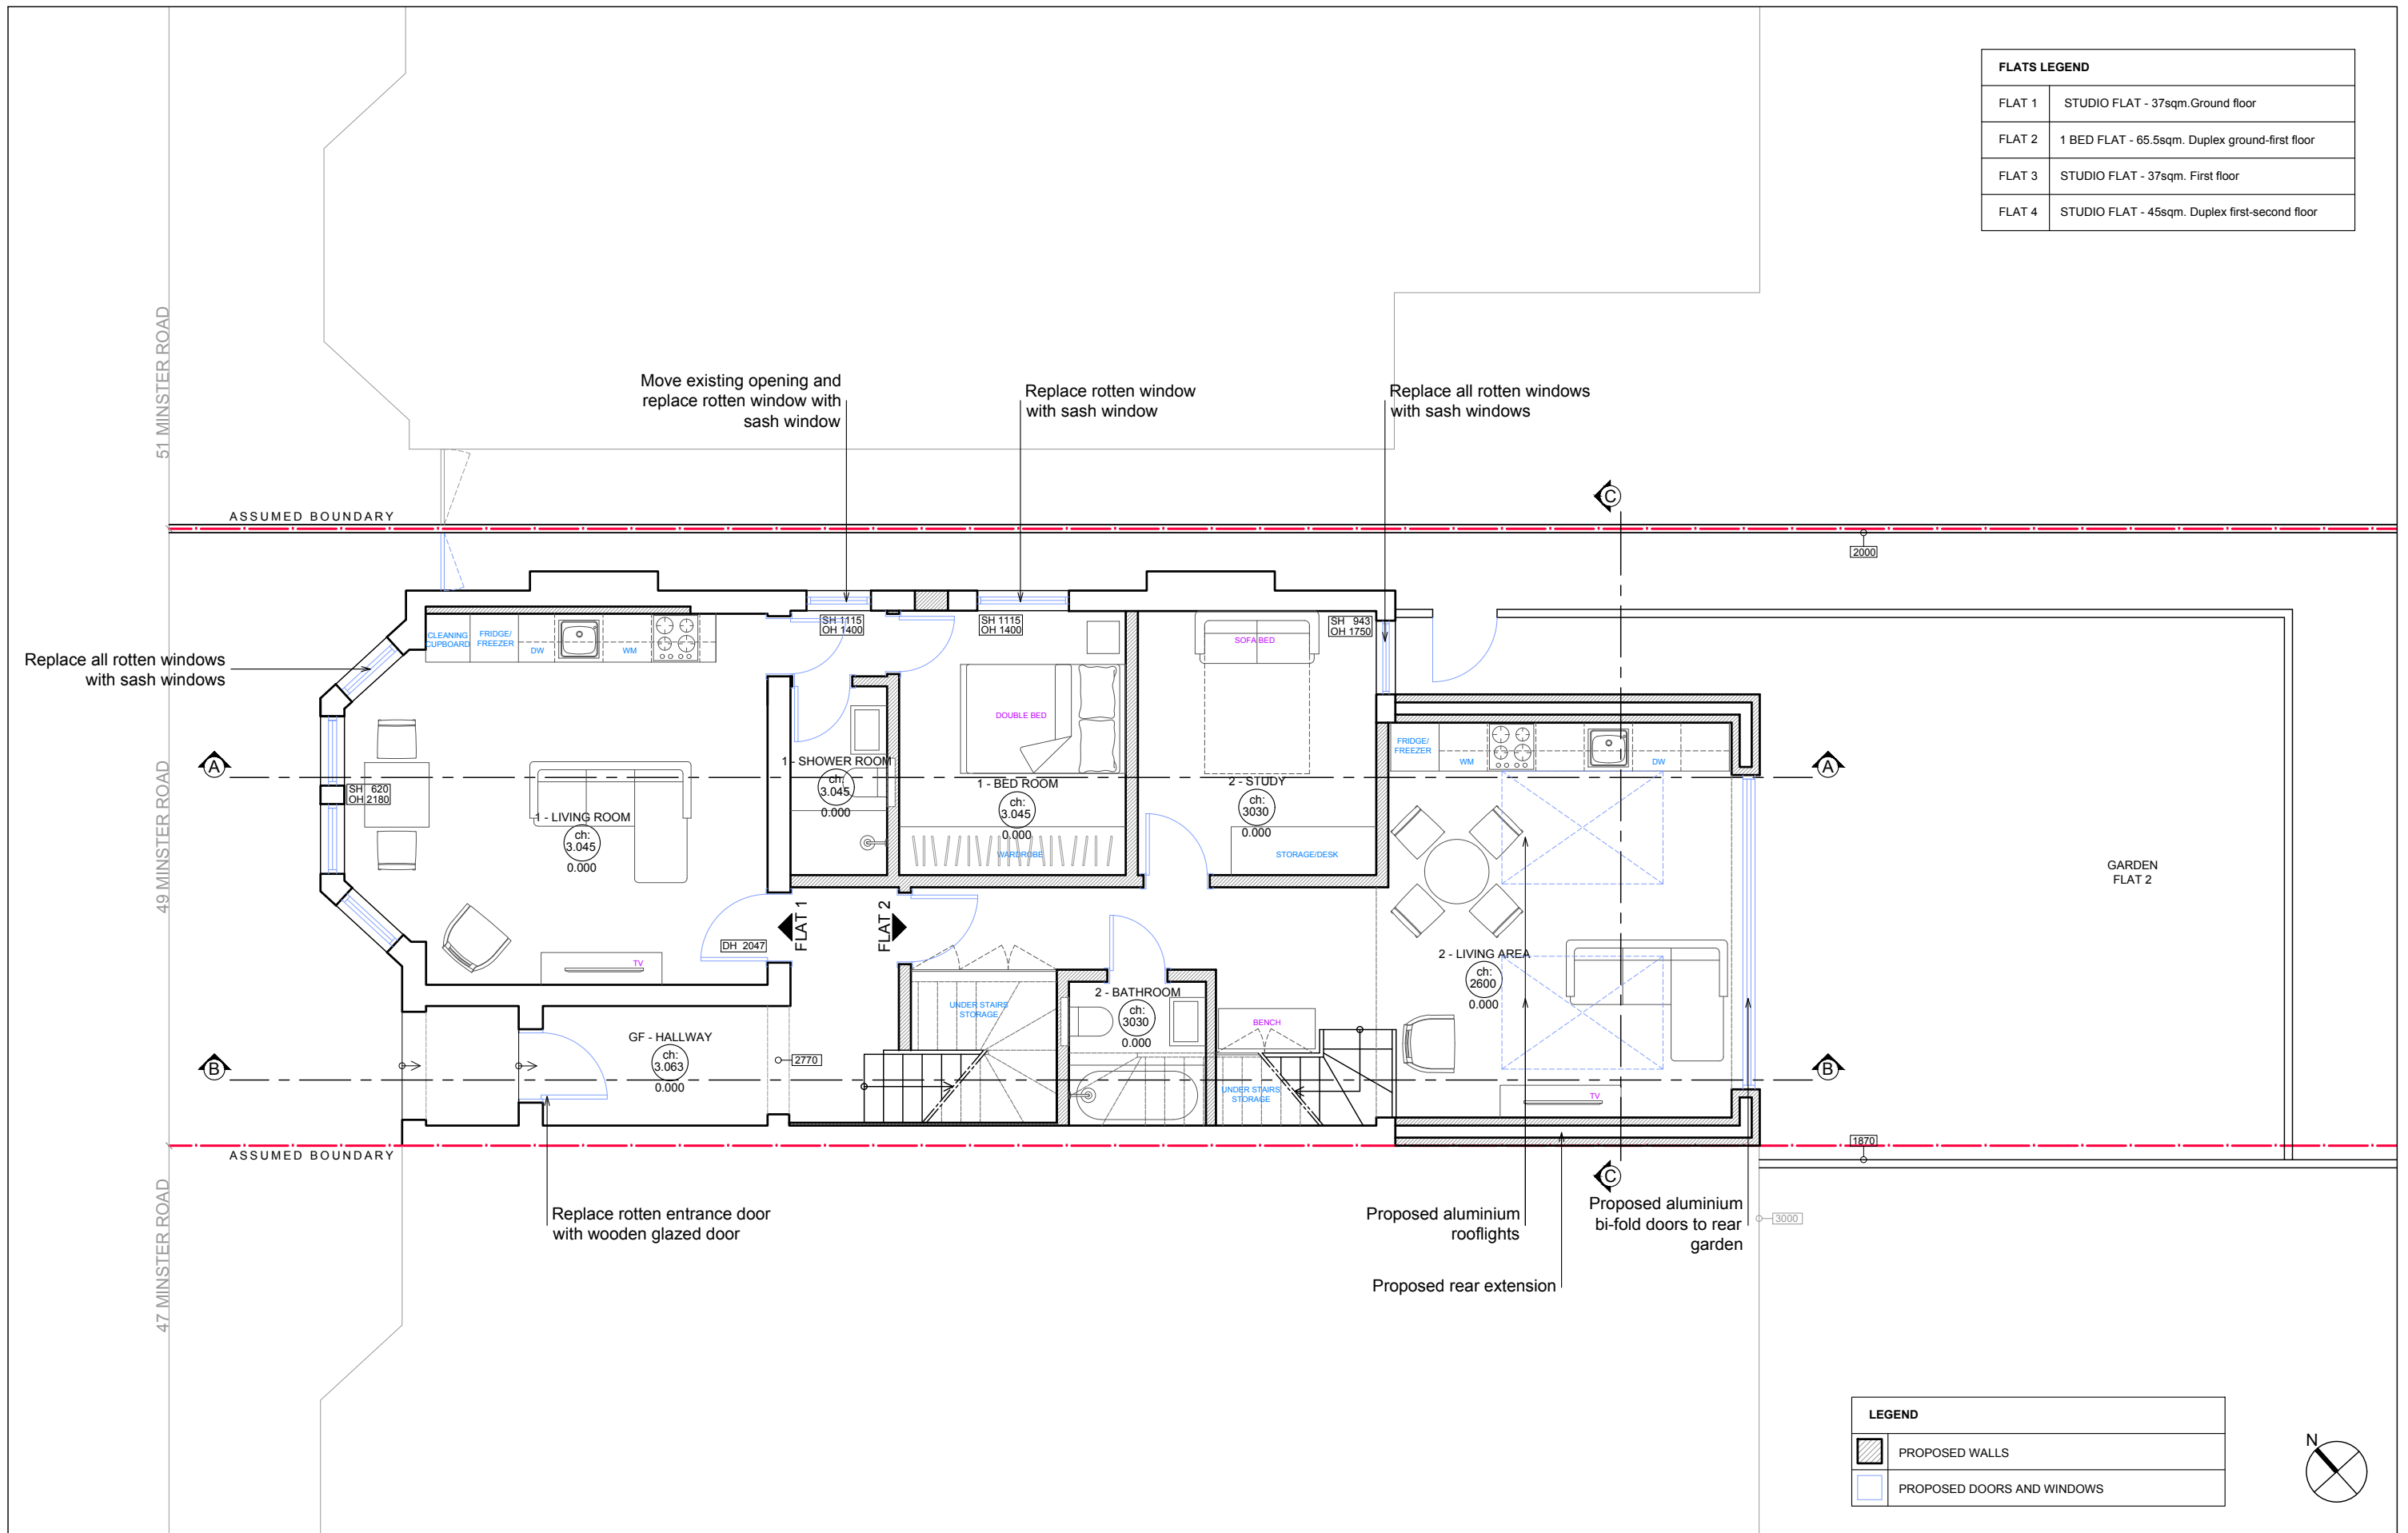 FLATS LEGEND
FLAT 1 STUDIO FLAT - 37sqm.Ground floor
FLAT 2 1 BED FLAT - 65.5sqm. Duplex ground-first floor
FLAT 3 STUDIO FLAT - 37sqm. First floor
FLAT 4 STUDIO FLAT - 45sqm. Duplex first-second floor
51 MINSTER ROAD
49 MINSTER ROAD
47 MINSTER ROAD
Move existing opening and
replace rotten window with
sash window
Replace rotten window
with sash window
Replace all rotten windows
with sash windows
C
ASSUMED BOUNDARY
2000
Replace all rotten windows
with sash windows
CLEANING
CUPBOARD
FRIDGE/
FREEZER
DW
WM
SH 1115
OH 1400
SH 1115
OH 1400
SOFA BED
SH 943
OH 1750
DOUBLE BED
A
A
SH 620
OH 2180
1 - LIVING ROOM
ch:
3.045
0.000
1 - SHOWER ROOM
ch:
3.045
0.000
1 - BED ROOM
ch:
3.045
0.000
WARDROBE
2 - STUDY
ch:
3030
0.000
STORAGE/DESK
FRIDGE/
FREEZER
WM
DW
GARDEN
FLAT 2
DH 2047
FLAT 1
FLAT 2
TV
2 - LIVING AREA
ch:
2600
0.000
UNDER STAIRS
STORAGE
2 - BATHROOM
ch:
3030
0.000
BENCH
UNDER STAIRS
STORAGE
GF - HALLWAY
ch:
3.063
0.000
2770
B
B
TV
ASSUMED BOUNDARY
1870
C
Replace rotten entrance door
with wooden glazed door
Proposed aluminium
rooflights
Proposed aluminium
bi-fold doors to rear
garden
3000
Proposed rear extension
LEGEND
PROPOSED WALLS
PROPOSED DOORS AND WINDOWS
N